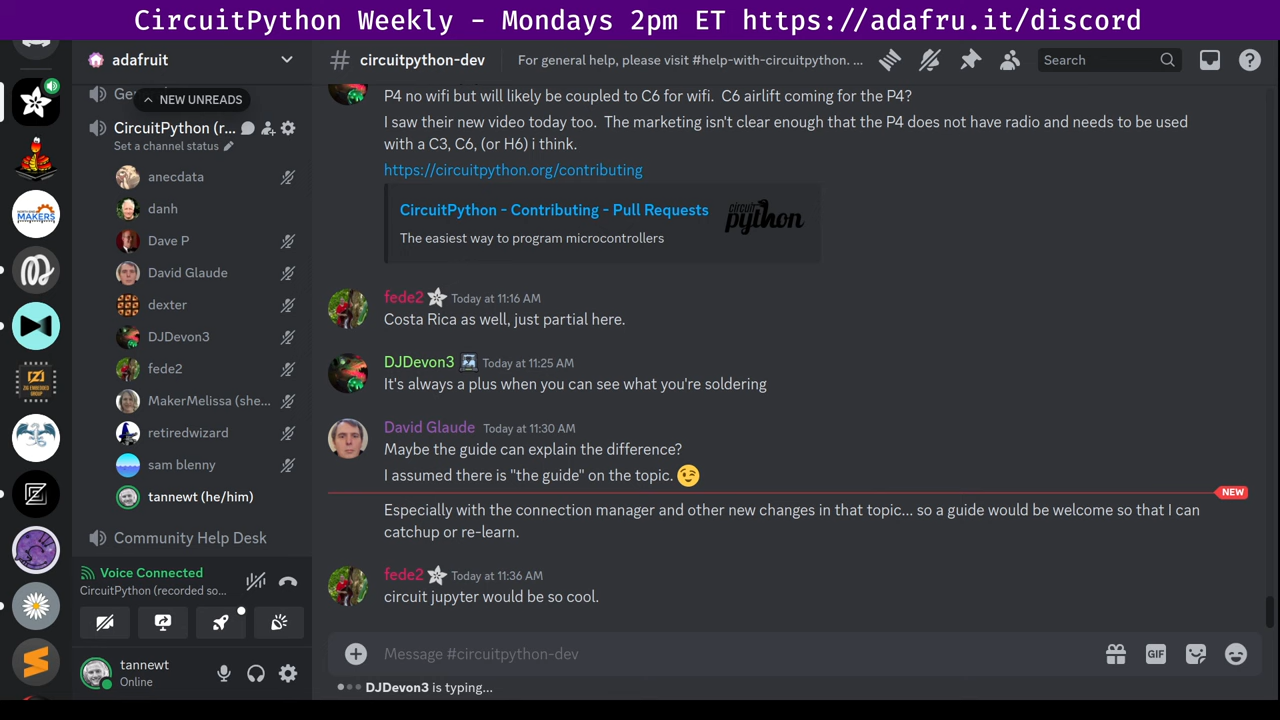 CircuitPython Weekly - Mondays 2pm ET https://adafru.it/discord
adafruit
NEW UNREADS
CircuitPython (r...
Set a channel status
anecdata
danh
Dave P
David Glaude
dexter
DJDevon3
fede2
MakerMelissa (she...
retiredwizard
sam blenny
tannewt (he/him)
Community Help Desk
Voice Connected
CircuitPython (recorded so...
tannewt
Online
# circuitpython-dev
For general help, please visit #help-with-circuitpython. ...
Search
P4 no wifi but will likely be coupled to C6 for wifi. C6 airlift coming for the P4?
I saw their new video today too. The marketing isn't clear enough that the P4 does not have radio and needs to be used
with a C3, C6, (or H6) i think.
https://circuitpython.org/contributing
CircuitPython - Contributing - Pull Requests
The easiest way to program microcontrollers
circuit
python
fede2 Today at 11:16 AM
Costa Rica as well, just partial here.
DJDevon3 Today at 11:25 AM
It's always a plus when you can see what you're soldering
David Glaude Today at 11:30 AM
Maybe the guide can explain the difference?
I assumed there is "the guide" on the topic. 😉
NEW
Especially with the connection manager and other new changes in that topic... so a guide would be welcome so that I can
catchup or re-learn.
fede2 Today at 11:36 AM
circuit jupyter would be so cool.
Message #circuitpython-dev
GIF
DJDevon3 is typing...